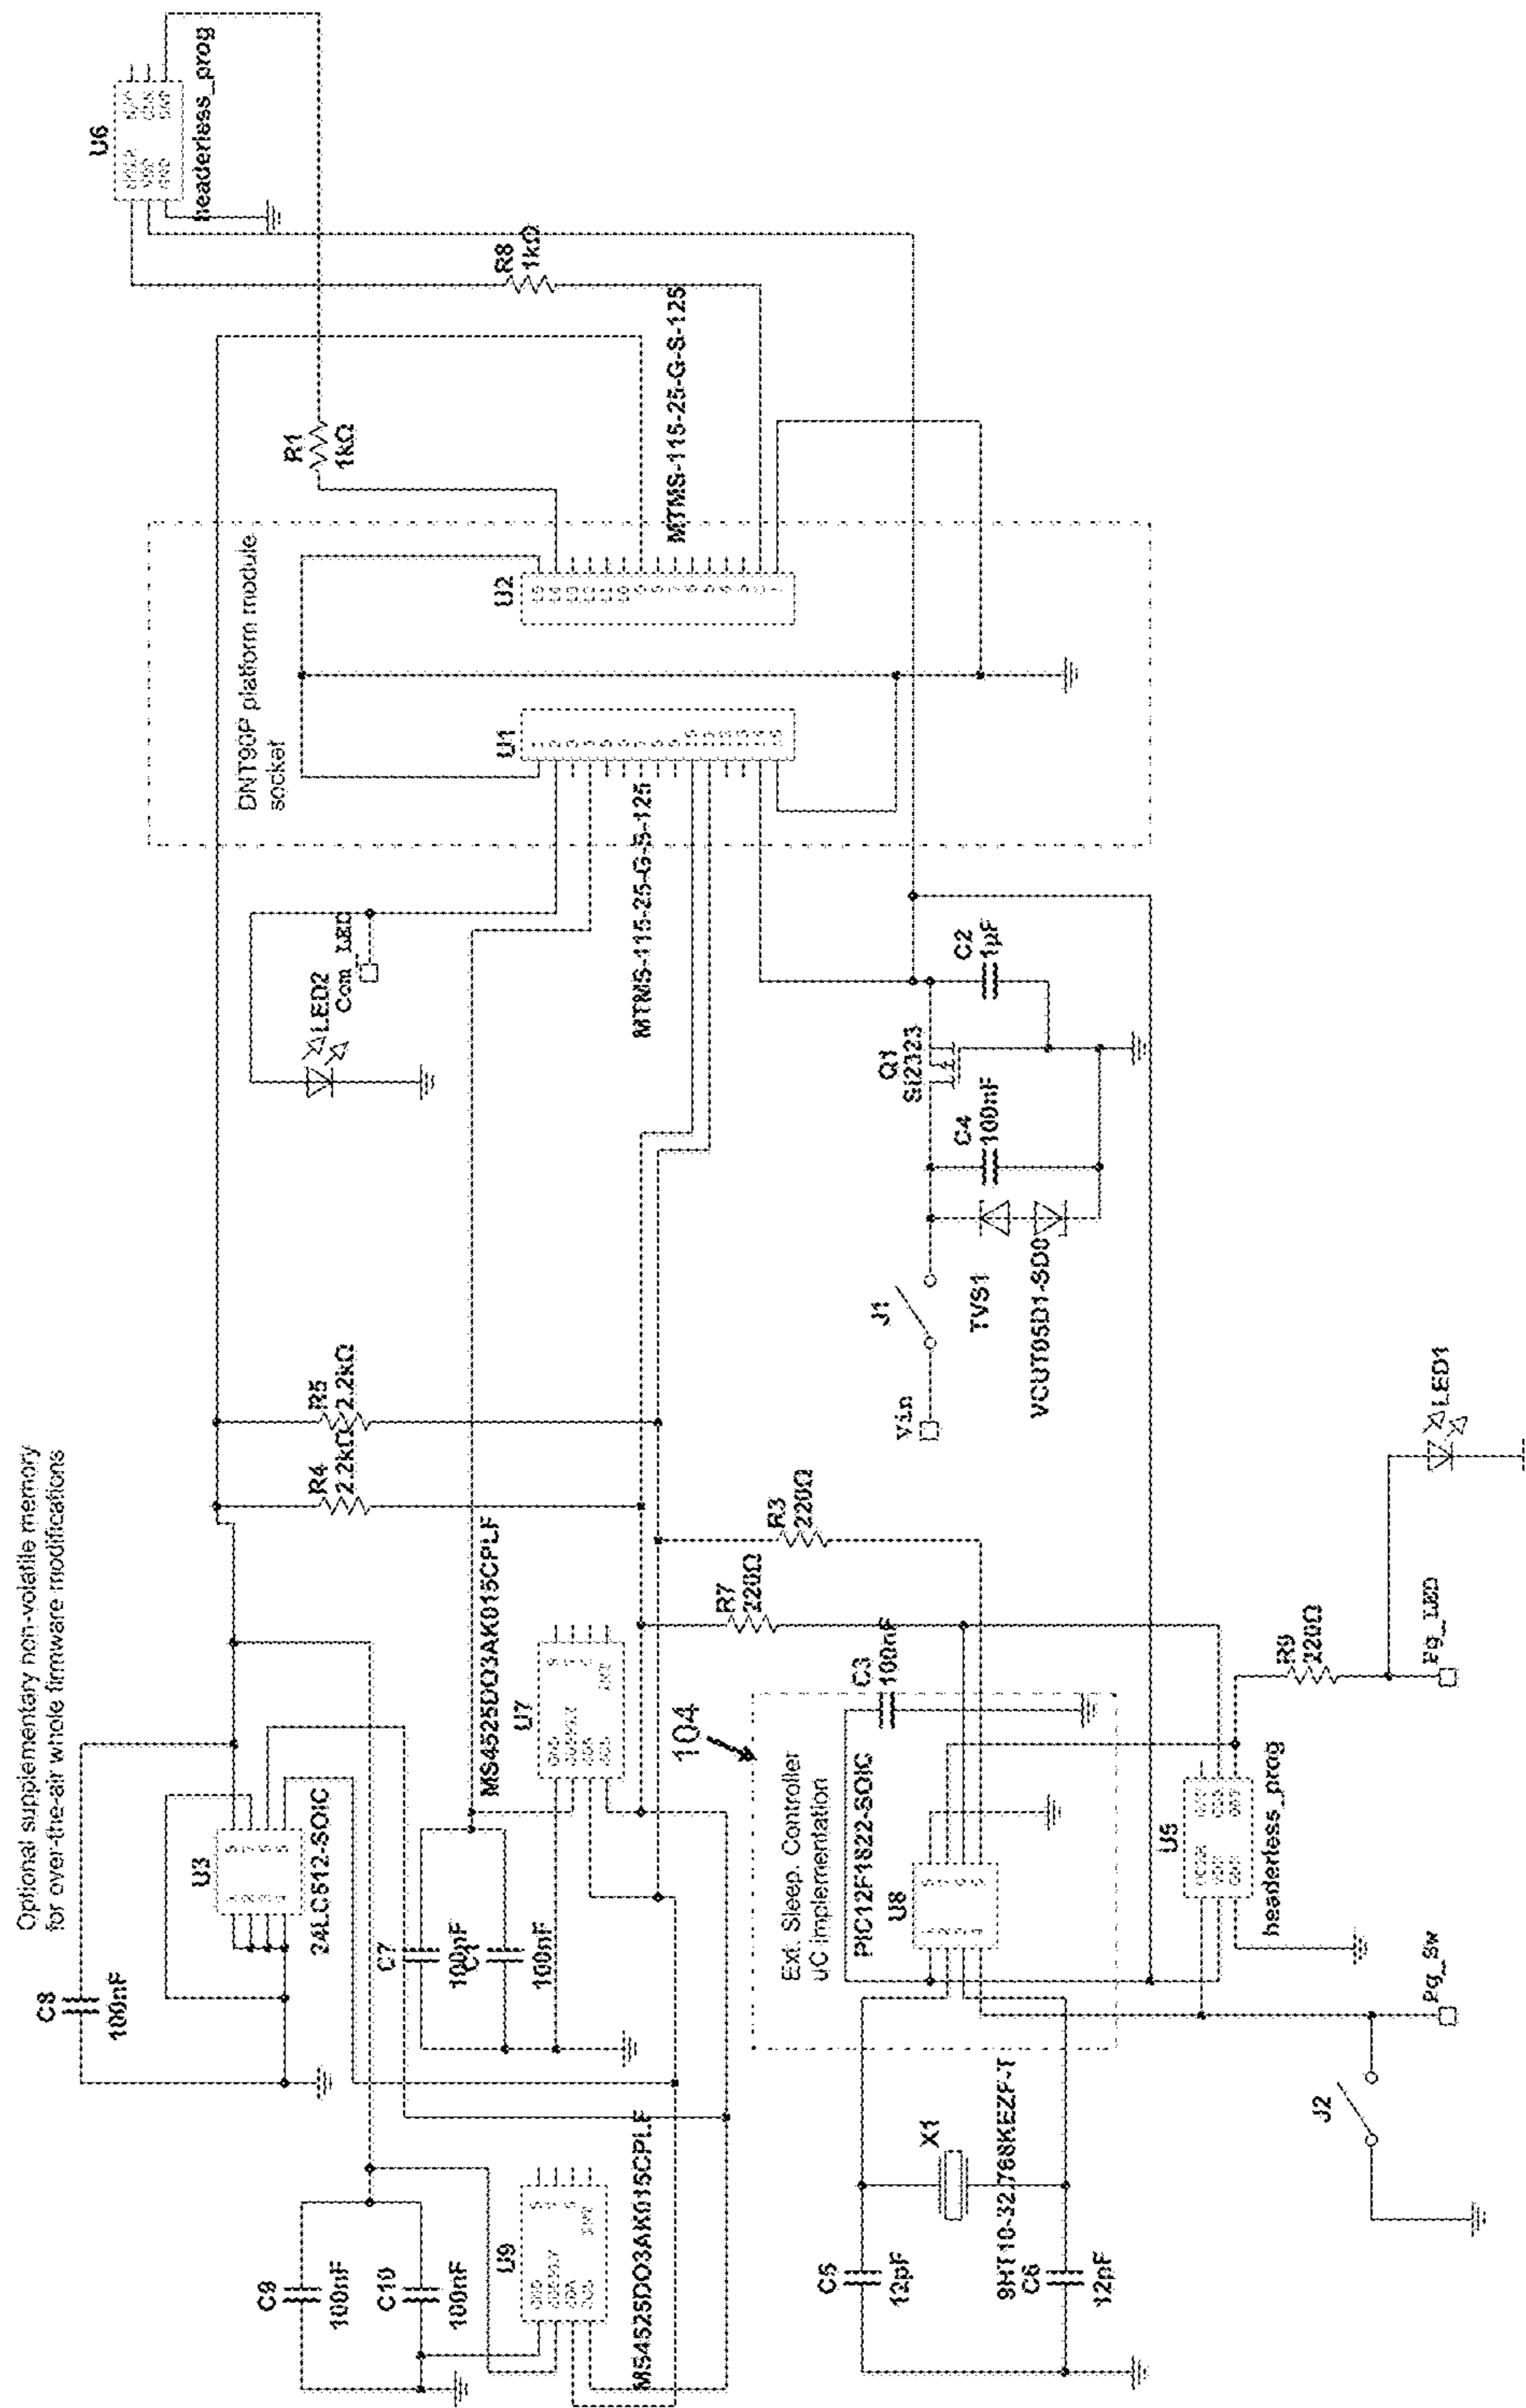 Optional supplementary non-volatile memory
for over-the-air whole firmware modifications
U6
headerless_prog
R8
1kΩ
R1
1kΩ
MTMS-115-25-G-S-125
DNT90P platform module
socket
U2
U1
MTMS-115-25-G-S-125
LED2
Com_LED
C2
1µF
Q1
Si2323
C4
100nF
J1
Vin
TVS1
VCUT05D1-SD0
R5
2.2kΩ
R4
2.2kΩ
R3
220Ω
R7
220Ω
MS4525DO3AK015CPLF
U7
GND
SDA
U3
24LC512-SOIC
C8
100nF
C7
100nF
100nF
C9
100nF
C10
100nF
U9
GND
SDA
MS4525DO3AK015CPLF
104
Ext. Sleep. Controller
uC Implementation
C3
100nF
PIC12F1822-SOIC
U8
U5
headerless_prog
R9
220Ω
Pg_LED
LED1
Pg_Sw
J2
X1
9HT10-32.768KEZF-T
C5
12pF
C6
12pF